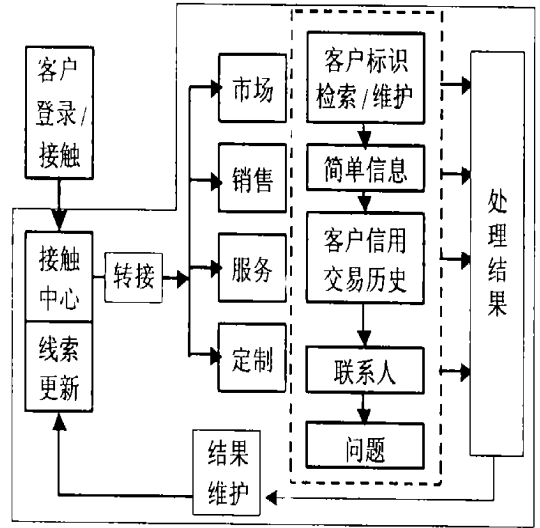 客户
登录/
接触
接触
中心
线索
更新
转接
市场
销售
服务
定制
客户标识
检索/维护
简单信息
客户信用
交易历史
联系人
问题
处
理
结
果
结果
维护